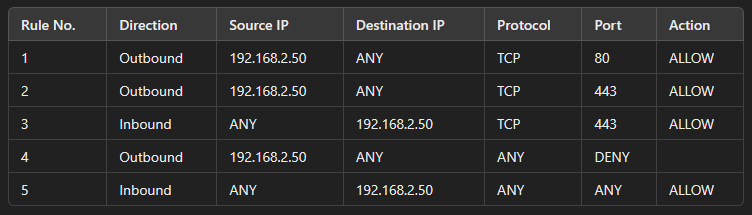 Rule No. Direction Source IP Destination IP Protocol Port Action
1 Outbound 192.168.2.50 ANY TCP 80 ALLOW
2 Outbound 192.168.2.50 ANY TCP 443 ALLOW
3 Inbound ANY 192.168.2.50 TCP 443 ALLOW
4 Outbound 192.168.2.50 ANY ANY DENY
5 Inbound ANY 192.168.2.50 ANY ANY ALLOW